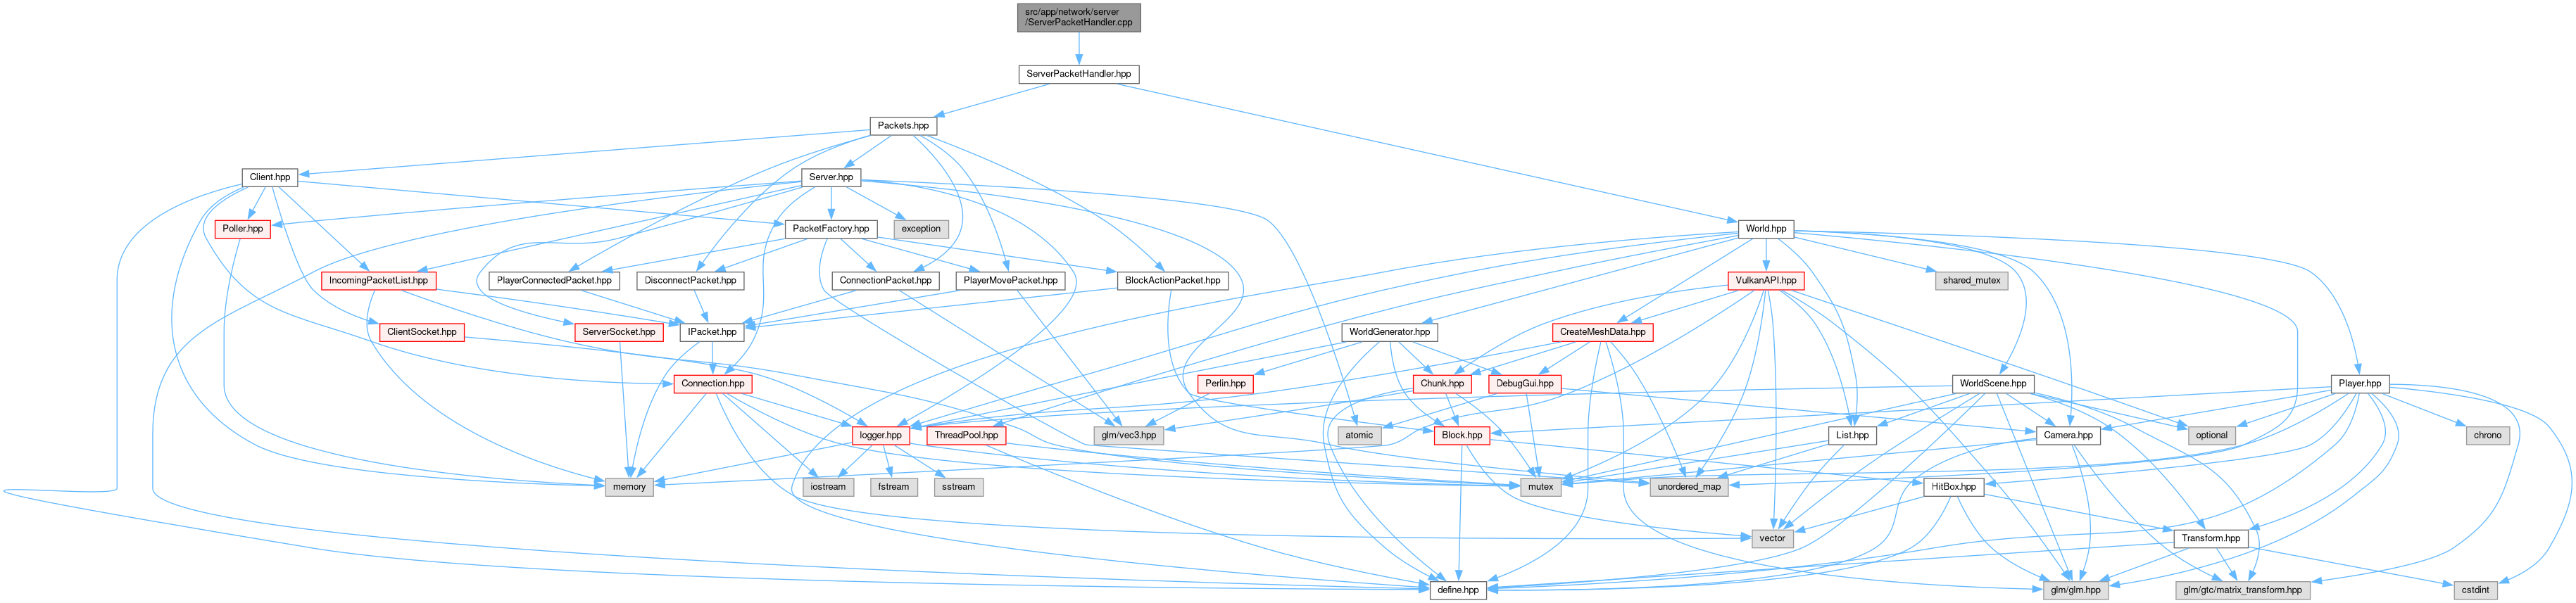 src/app/network/server
/ServerPacketHandler.cpp
ServerPacketHandler.hpp
Packets.hpp
Client.hpp
Server.hpp
Poller.hpp
PacketFactory.hpp
exception
World.hpp
IncomingPacketList.hpp
PlayerConnectedPacket.hpp
DisconnectPacket.hpp
ConnectionPacket.hpp
PlayerMovePacket.hpp
BlockActionPacket.hpp
VulkanAPI.hpp
shared_mutex
ClientSocket.hpp
ServerSocket.hpp
IPacket.hpp
WorldGenerator.hpp
CreateMeshData.hpp
Connection.hpp
Perlin.hpp
Chunk.hpp
DebugGui.hpp
WorldScene.hpp
Player.hpp
logger.hpp
ThreadPool.hpp
glm/vec3.hpp
atomic
Block.hpp
List.hpp
Camera.hpp
optional
chrono
memory
iostream
fstream
sstream
mutex
unordered_map
HitBox.hpp
vector
Transform.hpp
define.hpp
glm/glm.hpp
glm/gtc/matrix_transform.hpp
cstdint